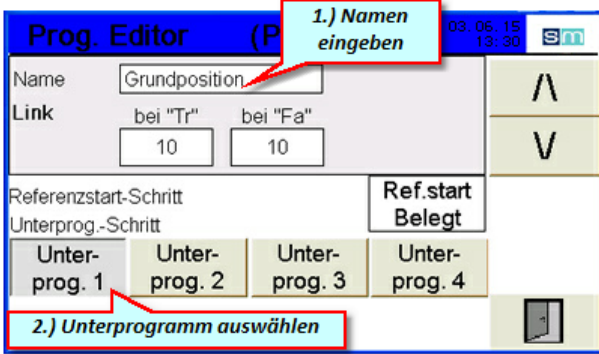 Prog. Editor (P
1.) Namen
eingeben
03.06.15
13:30
sm
Name Grundposition
Link bei "Tr" bei "Fa"
10 10
/\
\/
Referenzstart-Schritt
Unterprog.-Schritt
Ref.start
Belegt
Unter-
prog. 1
Unter-
prog. 2
Unter-
prog. 3
Unter-
prog. 4
2.) Unterprogramm auswählen